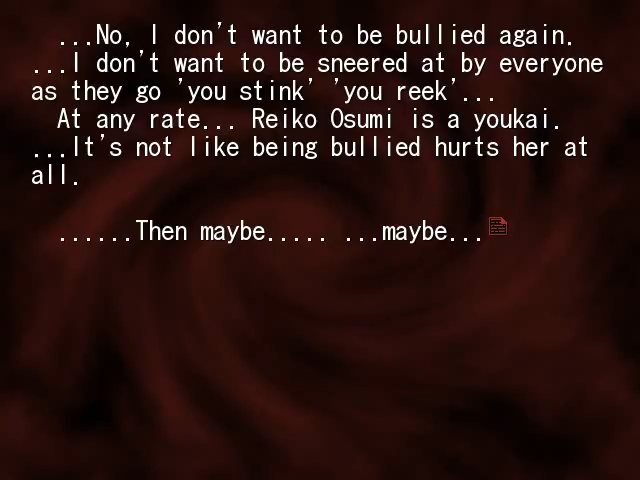 ...No, I don't want to be bullied again.
...I don't want to be sneered at by everyone
as they go 'you stink' 'you reek'...
At any rate... Reiko Osumi is a youkai.
...It's not like being bullied hurts her at
all.
......Then maybe..... ...maybe...